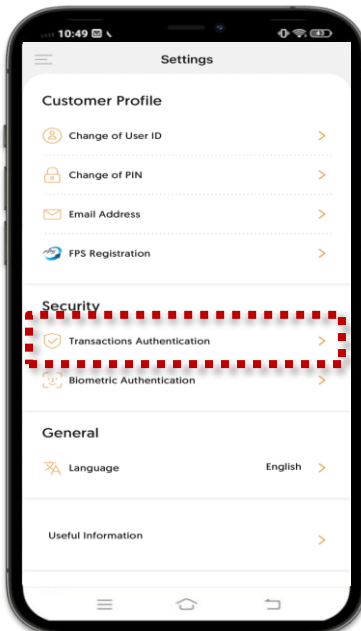 10:49
43
Settings
Customer Profile
Change of User ID
Change of PIN
Email Address
FPS Registration
Security
Transactions Authentication
Biometric Authentication
General
Language English
Useful Information